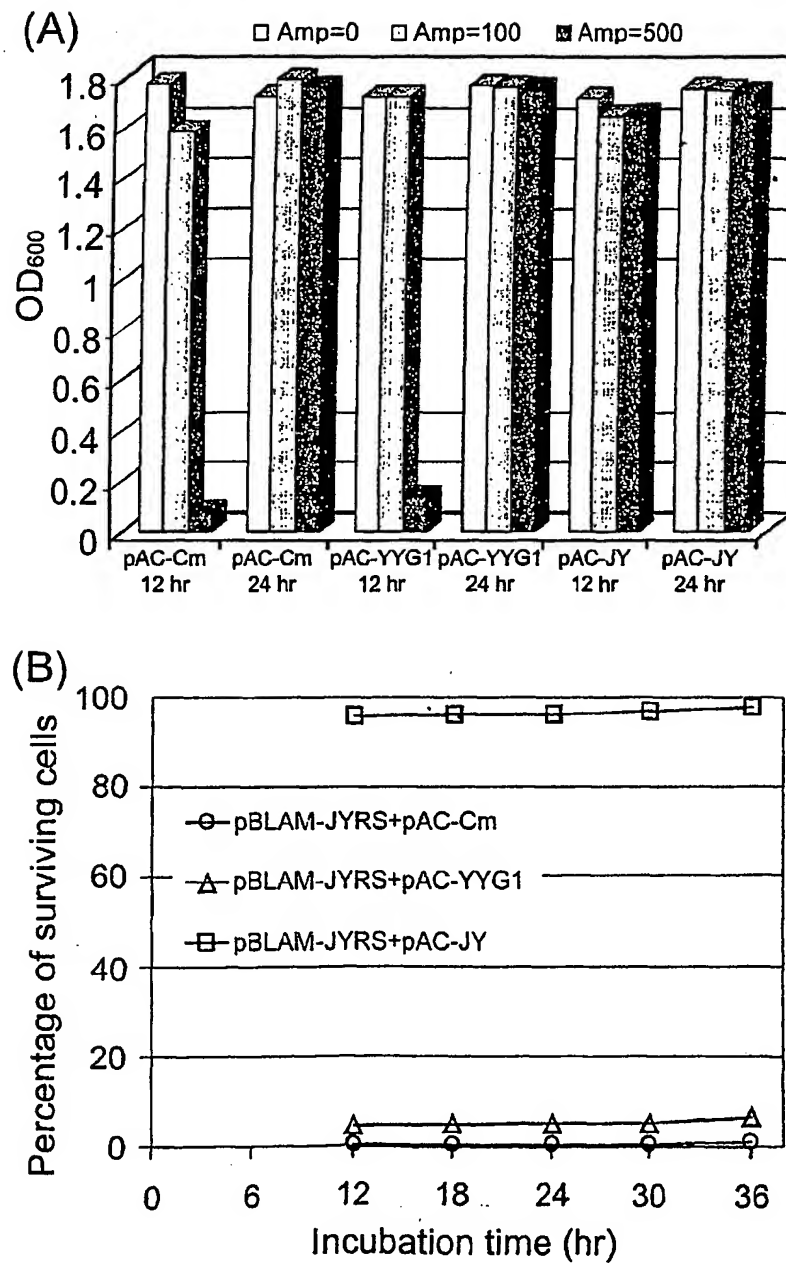 (A)
Amp=0 Amp=100 Amp=500
OD600
1.8
1.6
1.4
1.2
1
0.8
0.6
0.4
0.2
0
pAC-Cm pAC-Cm pAC-YYG1 pAC-YYG1 pAC-JY pAC-JY
12 hr 24 hr 12 hr 24 hr 12 hr 24 hr
(B)
Percentage of surviving cells
100
80
60
40
20
0
pBLAM-JYRS+pAC-Cm
pBLAM-JYRS+pAC-YYG1
pBLAM-JYRS+pAC-JY
0 6 12 18 24 30 36
Incubation time (hr)